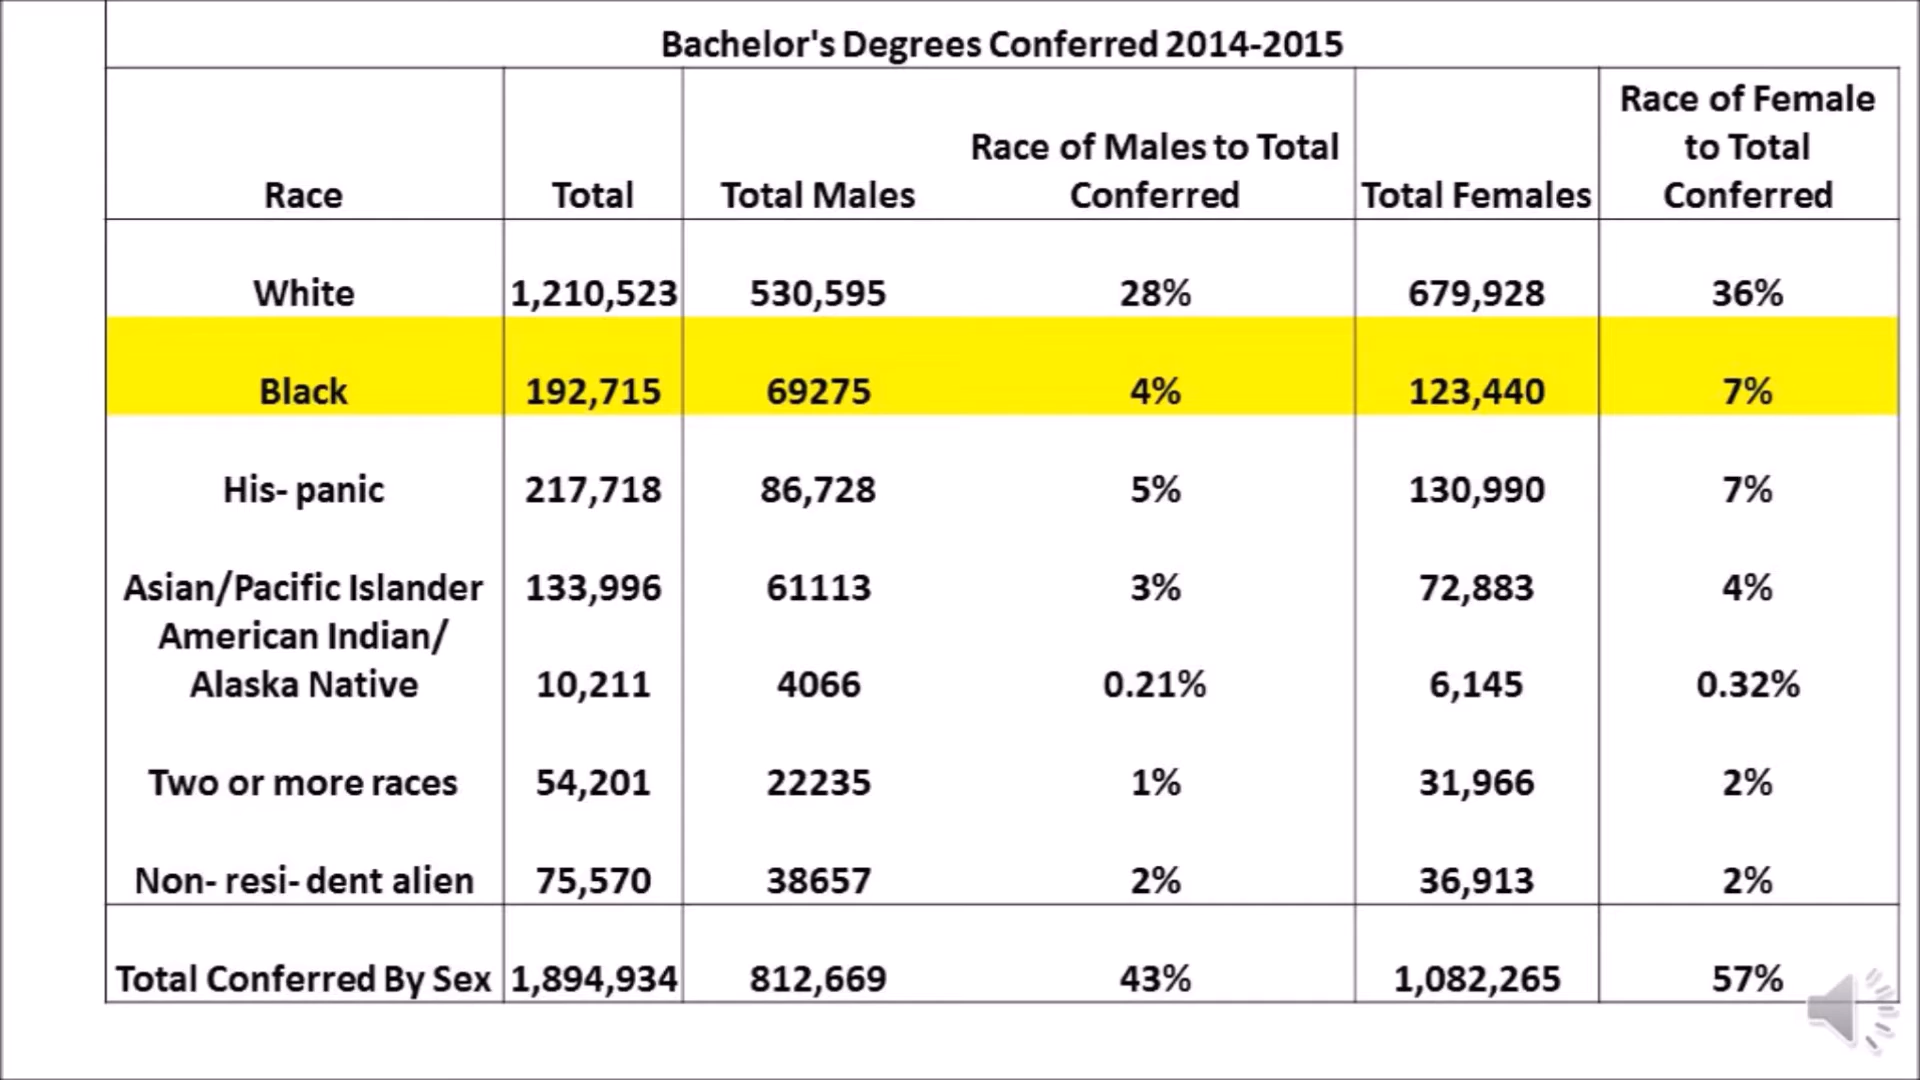 Bachelor's Degrees Conferred 2014-2015
Race Total Total Males Race of Males to Total Conferred Total Females Race of Female to Total Conferred
White 1,210,523 530,595 28% 679,928 36%
Black 192,715 69275 4% 123,440 7%
His- panic 217,718 86,728 5% 130,990 7%
Asian/Pacific Islander 133,996 61113 3% 72,883 4%
American Indian/
Alaska Native 10,211 4066 0.21% 6,145 0.32%
Two or more races 54,201 22235 1% 31,966 2%
Non- resi- dent alien 75,570 38657 2% 36,913 2%
Total Conferred By Sex 1,894,934 812,669 43% 1,082,265 57%